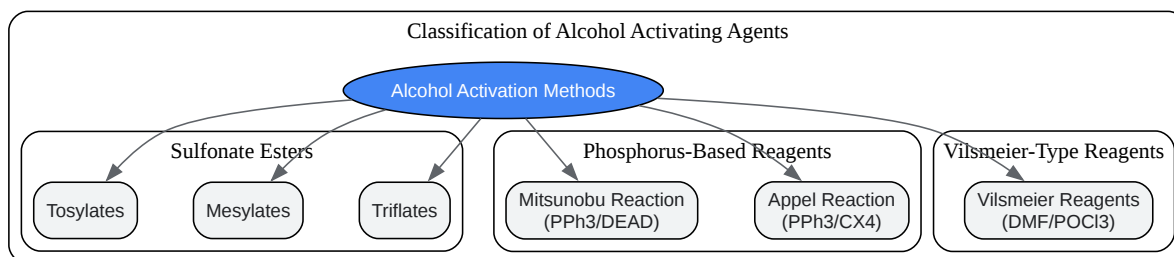 Classification of Alcohol Activating Agents
Alcohol Activation Methods
Sulfonate Esters
Phosphorus-Based Reagents
Vilsmeier-Type Reagents
Tosylates
Mesylates
Triflates
Mitsunobu Reaction
(PPh3/DEAD)
Appel Reaction
(PPh3/CX4)
Vilsmeier Reagents
(DMF/POCl3)